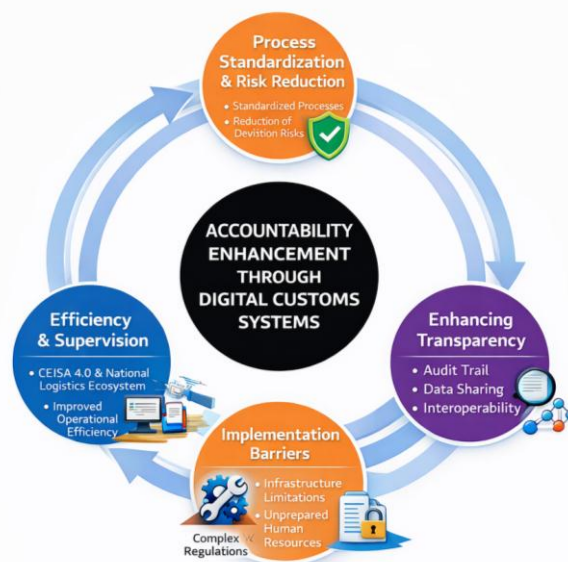 Process
Standardization
& Risk Reduction
• Standardized Processes
• Reduction of
Devistion Risks
ACCOUNTABILITY
ENHANCEMENT
THROUGH
DIGITAL CUSTOMS
SYSTEMS
Enhancing
Transparency
• Audit Trail
• Data Sharing
• Interoperability
Implementation
Barriers
• Infrastructure
Limitations
• Unprepared
Human
Resources
Complex
Regulations
Efficiency
& Supervision
• CEISA 4.0 & National
Logistics Ecosystem
• Improved
Operational
Efficiency